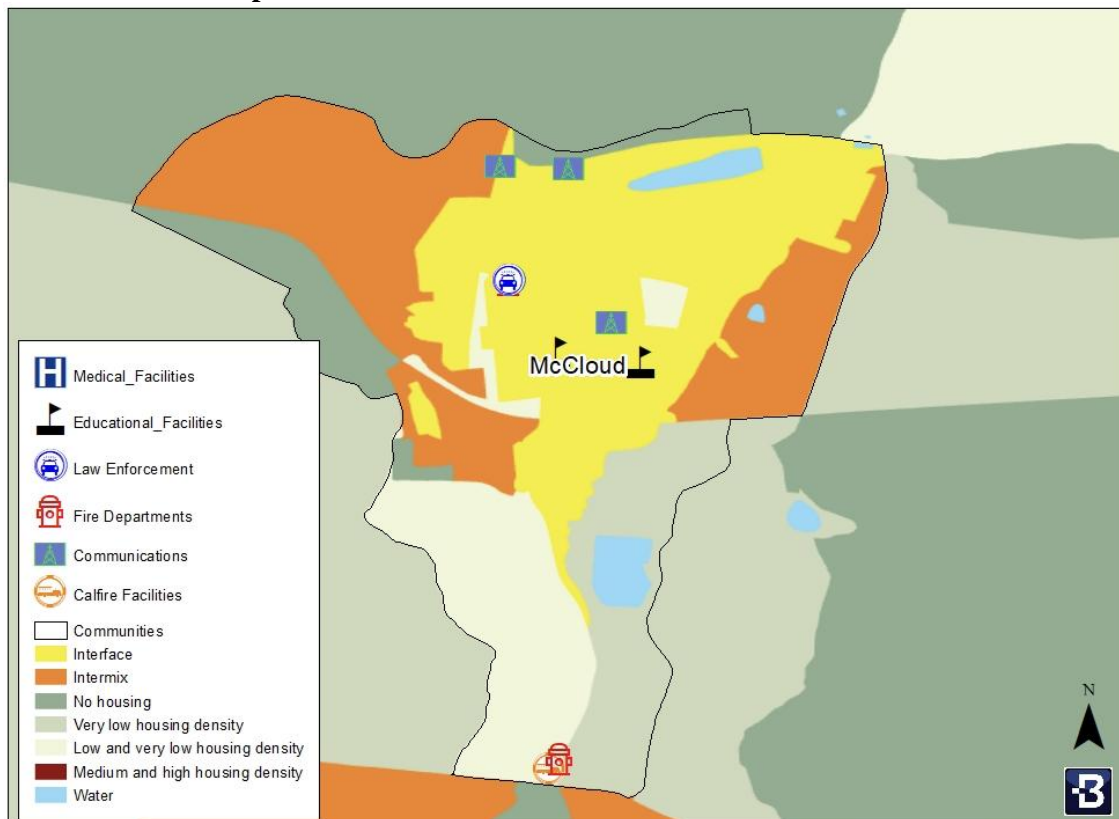 McCloud
H Medical_Facilities
Educational_Facilities
Law Enforcement
Fire Departments
Communications
Calfire Facilities
Communities
Interface
Intermix
No housing
Very low housing density
Low and very low housing density
Medium and high housing density
Water
N
B